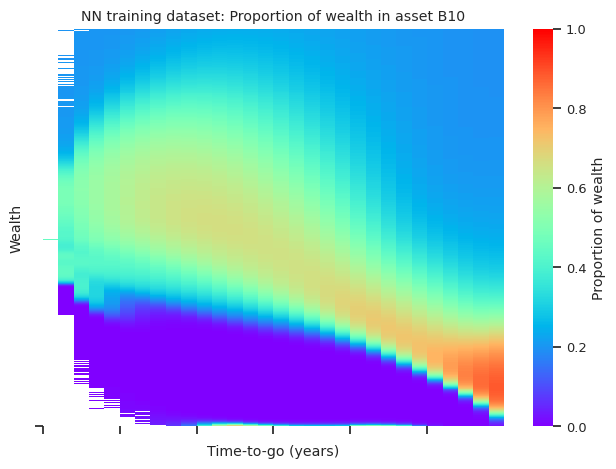 NN training dataset: Proportion of wealth in asset B10
Wealth
Time-to-go (years)
1.0
0.8
0.6
0.4
0.2
0.0
Proportion of wealth